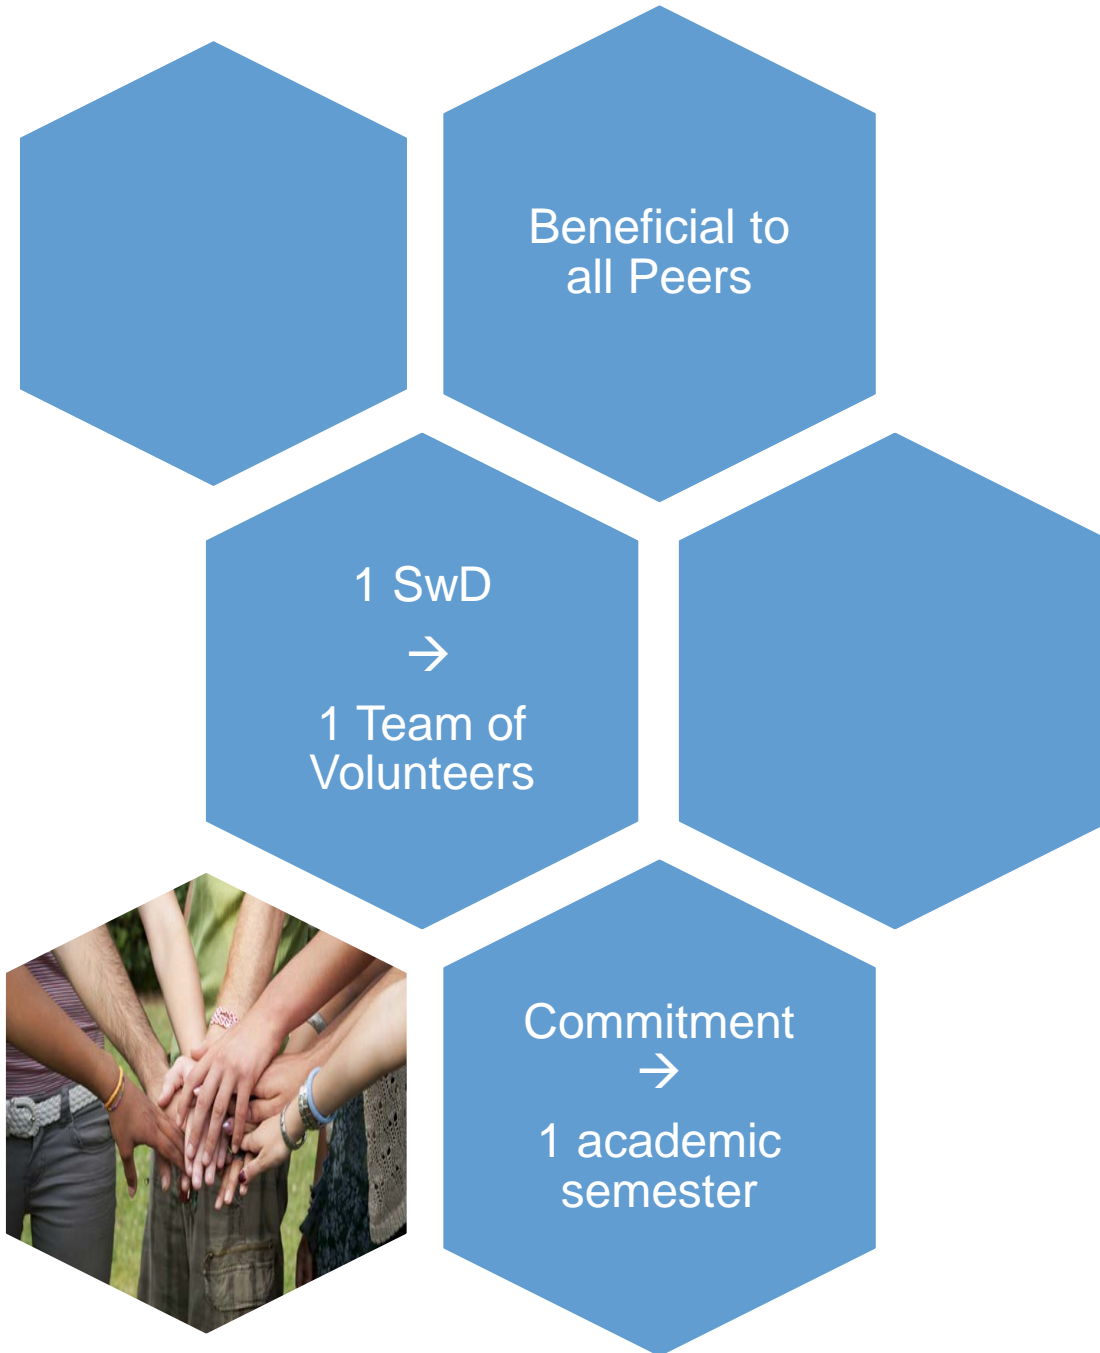 Beneficial to
all Peers
1 SwD
→
1 Team of
Volunteers
Commitment
→
1 academic
semester